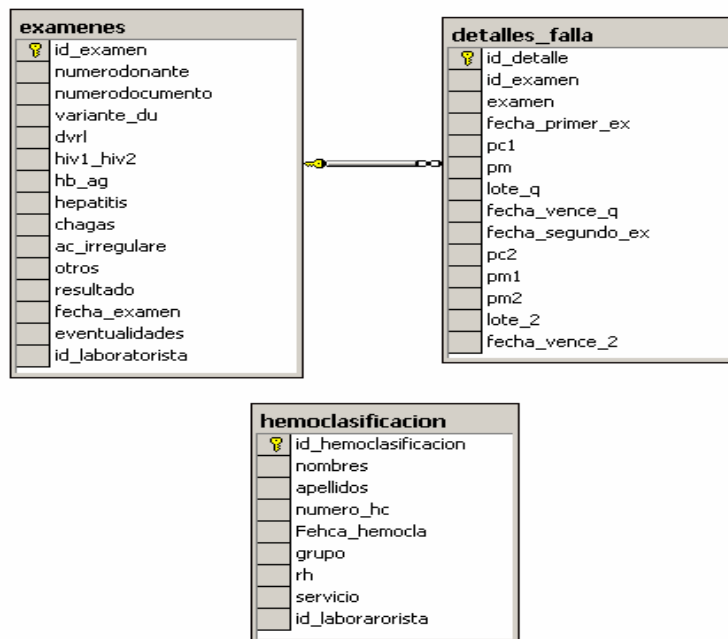 examenes
id_examen
numerodonante
numerodocumento
variante_du
dvrl
hiv1_hiv2
hb_ag
hepatitis
chagas
ac_irregulare
otros
resultado
fecha_examen
eventualidades
id_laboratorista
detalles_falla
id_detalle
id_examen
examen
fecha_primer_ex
pc1
pm
lote_q
fecha_vence_q
fecha_segundo_ex
pc2
pm1
pm2
lote_2
fecha_vence_2
hemoclasificacion
id_hemoclasificacion
nombres
apellidos
numero_hc
Fehca_hemocla
grupo
rh
servicio
id_laborarorista